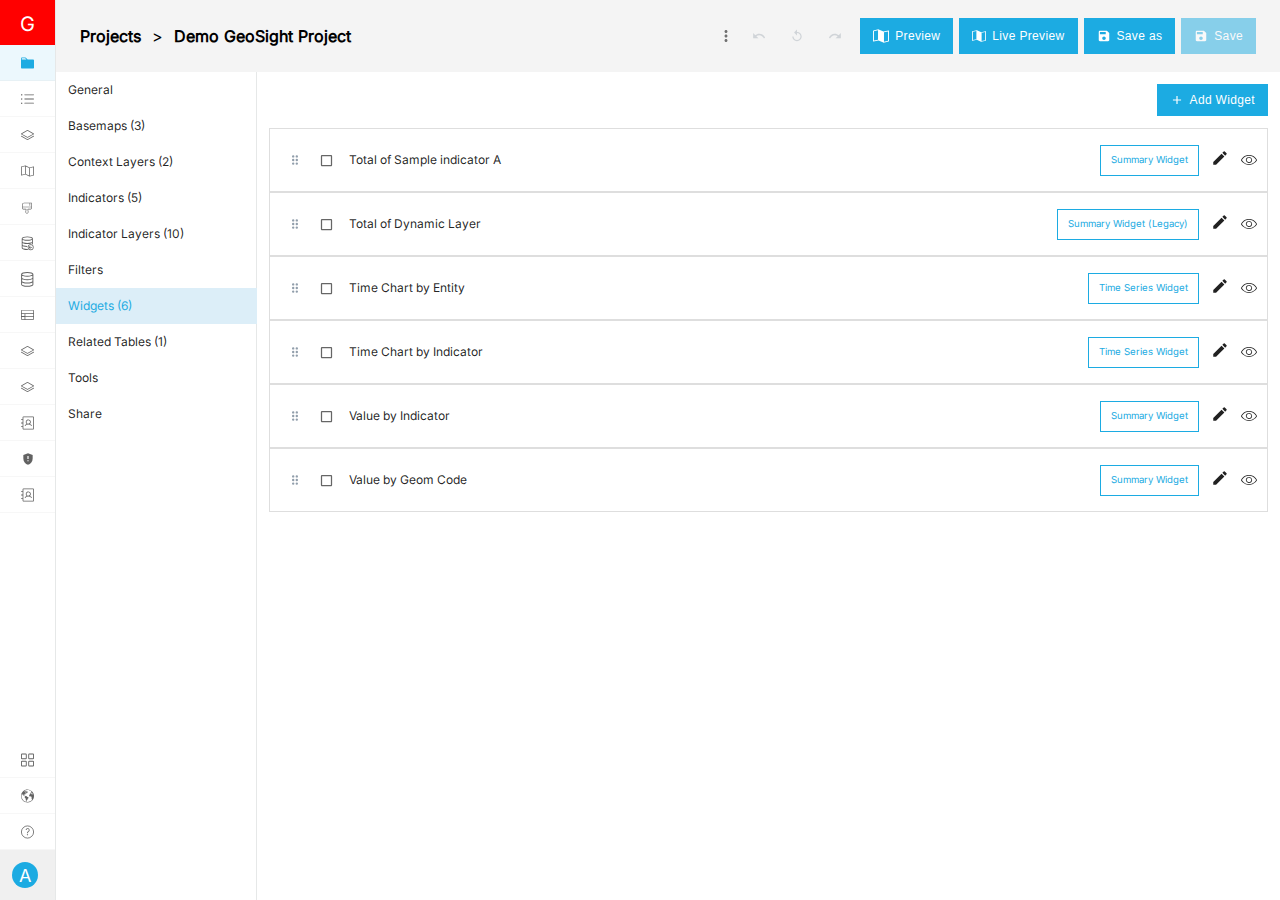 G
Projects > Demo GeoSight Project
Preview
Live Preview
Save as
Save
General
Basemaps (3)
Context Layers (2)
Indicators (5)
Indicator Layers (10)
Filters
Widgets (6)
Related Tables (1)
Tools
Share
+ Add Widget
Total of Sample indicator A Summary Widget
Total of Dynamic Layer Summary Widget (Legacy)
Time Chart by Entity Time Series Widget
Time Chart by Indicator Time Series Widget
Value by Indicator Summary Widget
Value by Geom Code Summary Widget
A